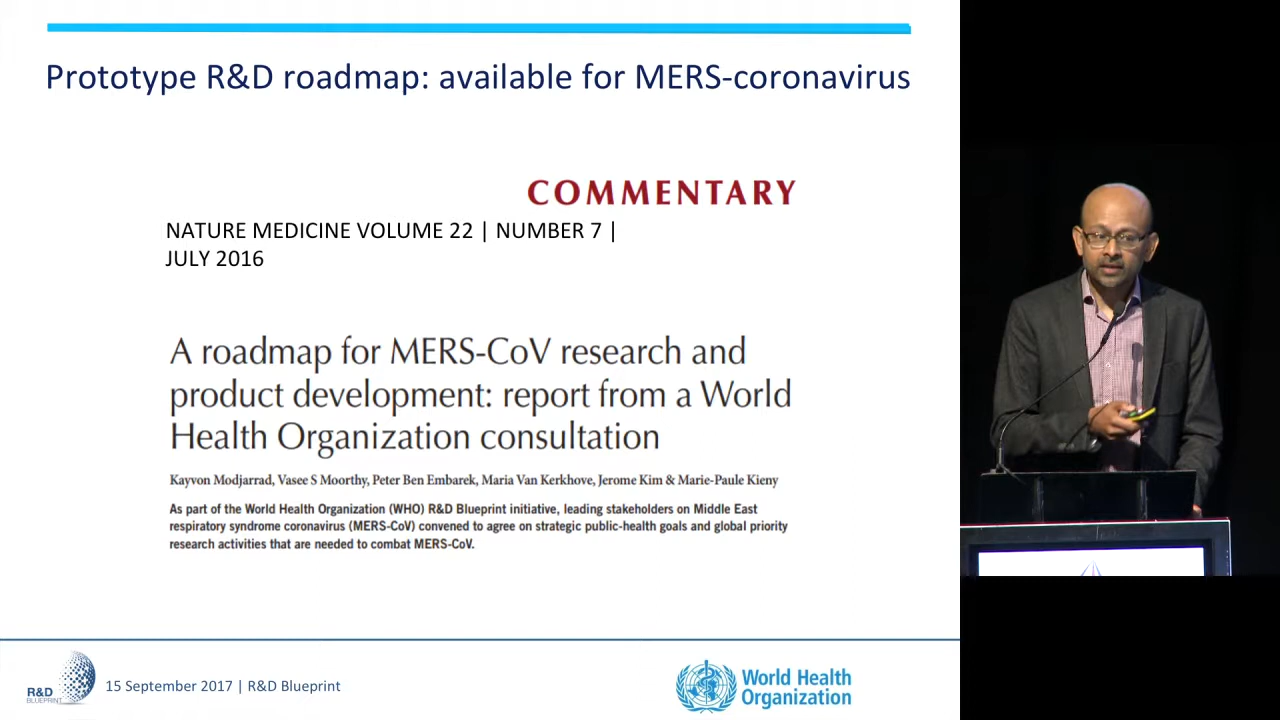 Prototype R&D roadmap: available for MERS-coronavirus
COMMENTARY
NATURE MEDICINE VOLUME 22 | NUMBER 7 |
JULY 2016
A roadmap for MERS-CoV research and
product development: report from a World
Health Organization consultation
Kayvon Modjarrad, Vasee S Moorthy, Peter Ben Embarek, Maria Van Kerkhove, Jerome Kim & Marie-Paule Kieny
As part of the World Health Organization (WHO) R&D Blueprint initiative, leading stakeholders on Middle East
respiratory syndrome coronavirus (MERS-CoV) convened to agree on strategic public-health goals and global priority
research activities that are needed to combat MERS-CoV.
R&D
BLUEPRINT
15 September 2017 | R&D Blueprint
World Health
Organization